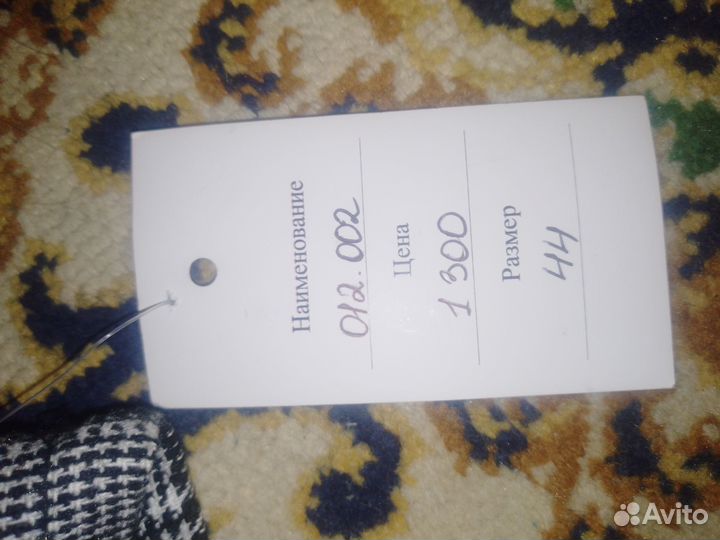 Наименование
012.002
Цена
1 300
Размер
44
Avito